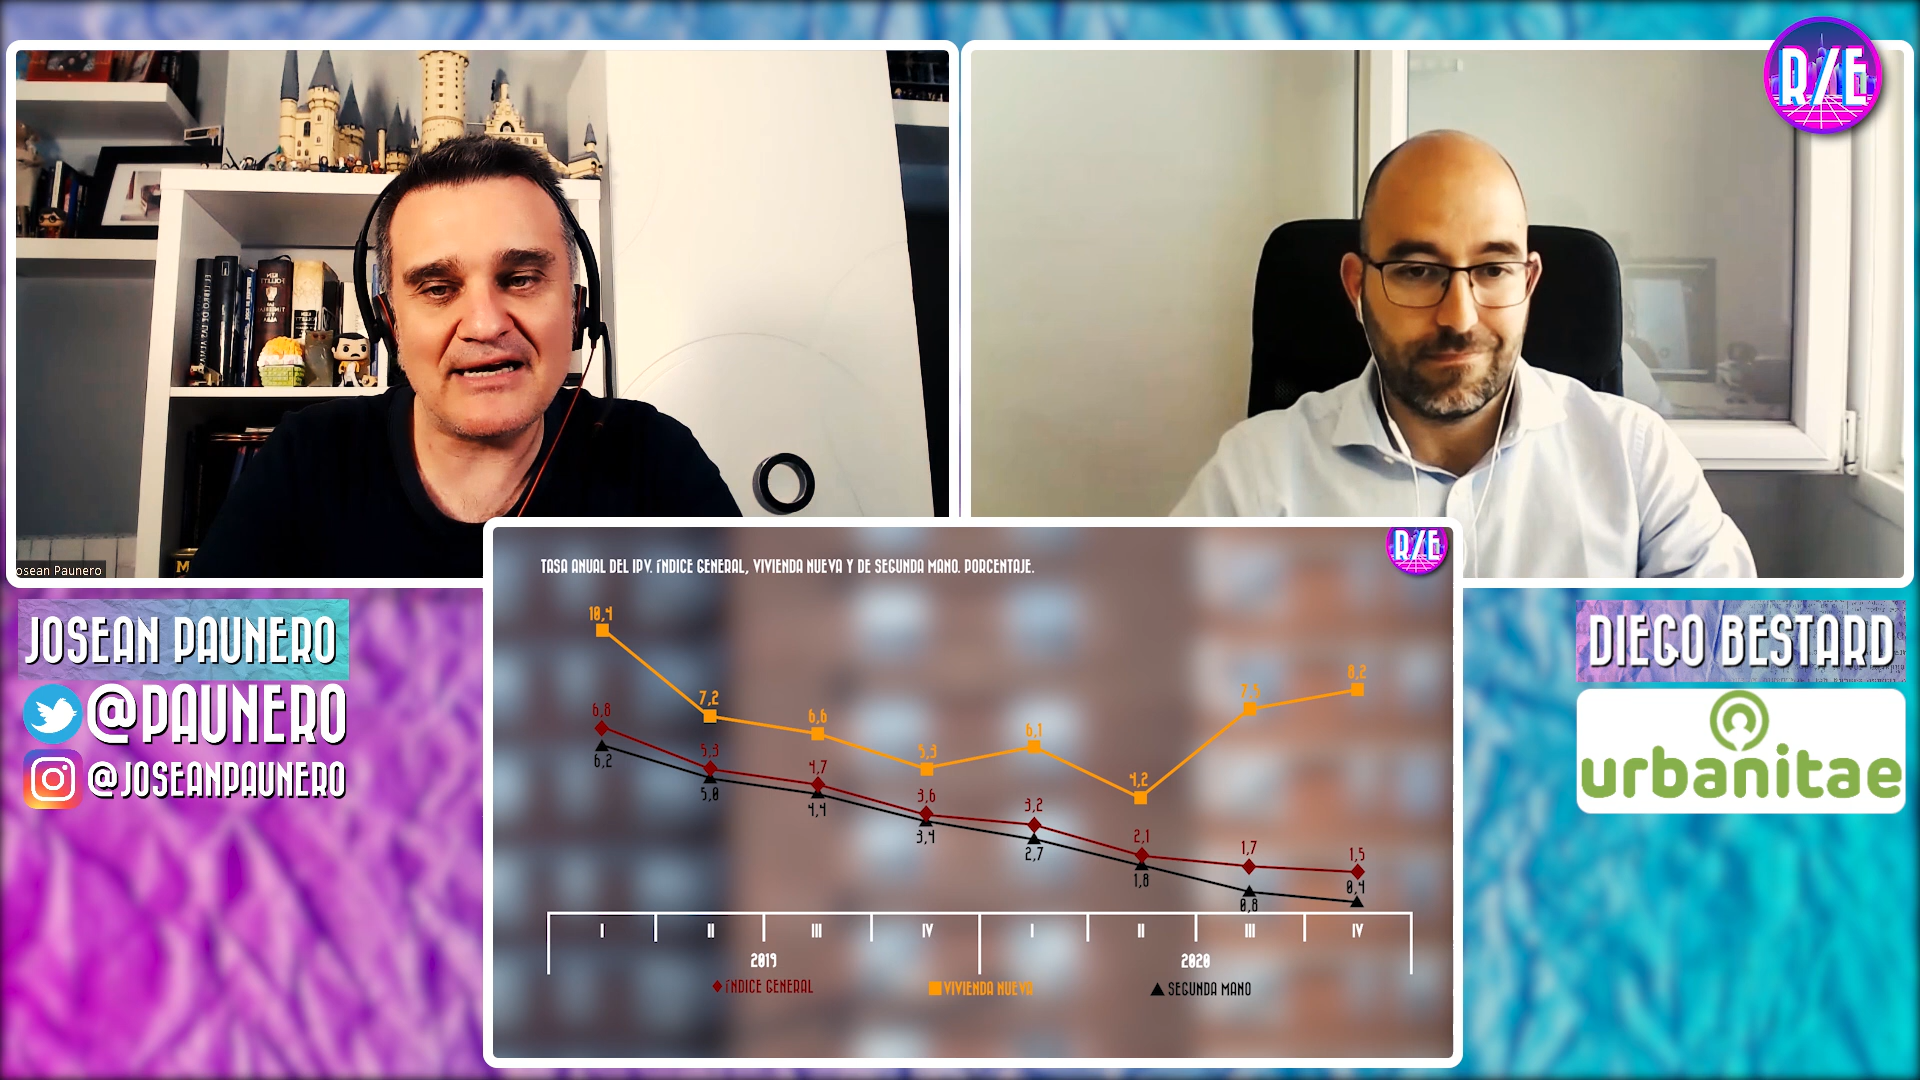 R/E
osean Paunero
JOSEAN PAUNERO
@PAUNERO
@JOSEANPAUNERO
DIEGO BESTARD
urbanitae
R/E
TASA ANUAL DEL IPV. ÍNDICE GENERAL, VIVIENDA NUEVA Y DE SEGUNDA MANO. PORCENTAJE.
10,4 7,2 6,6 5,3 6,1 4,2 7,5 8,2
6,8 5,3 4,7 3,6 3,2 2,1 1,7 1,5
6,2 5,0 4,4 3,4 2,7 1,8 0,8 0,4
I II III IV I II III IV
2019 2020
ÍNDICE GENERAL VIVIENDA NUEVA SEGUNDA MANO